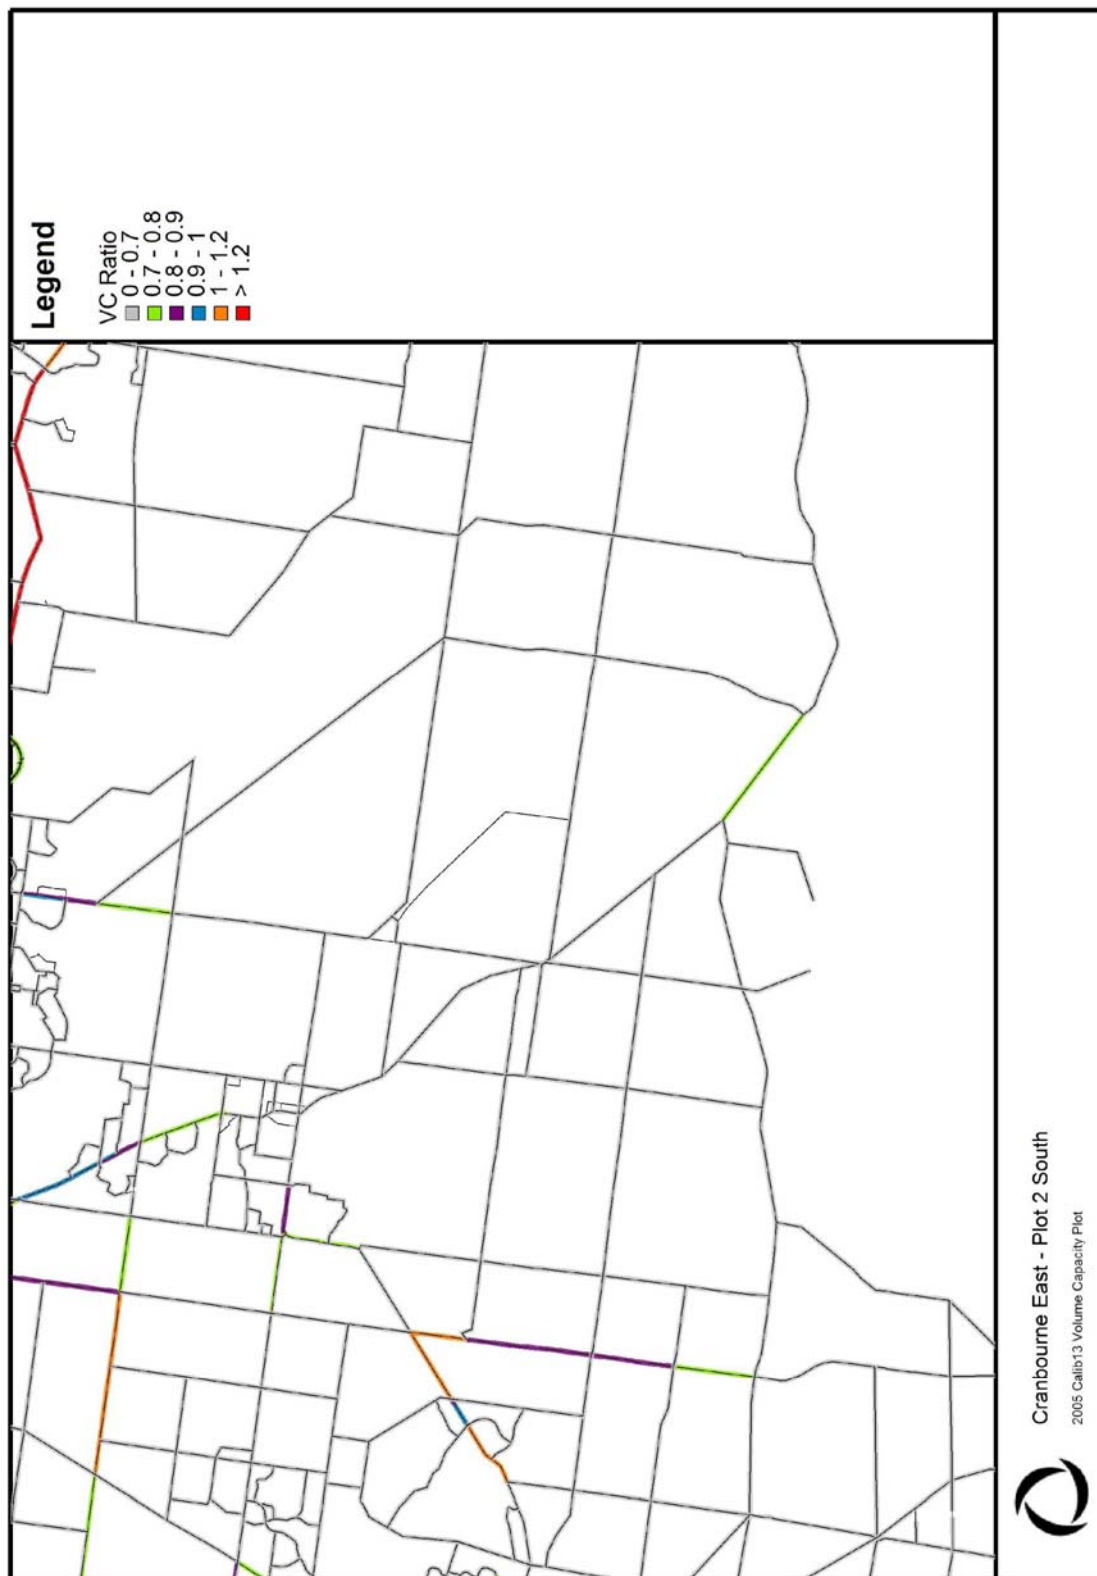 Legend
VC Ratio
0 - 0.7
0.7 - 0.8
0.8 - 0.9
0.9 - 1
1 - 1.2
> 1.2
Cranbourne East - Plot 2 South
2005 Calib13 Volume Capacity Plot